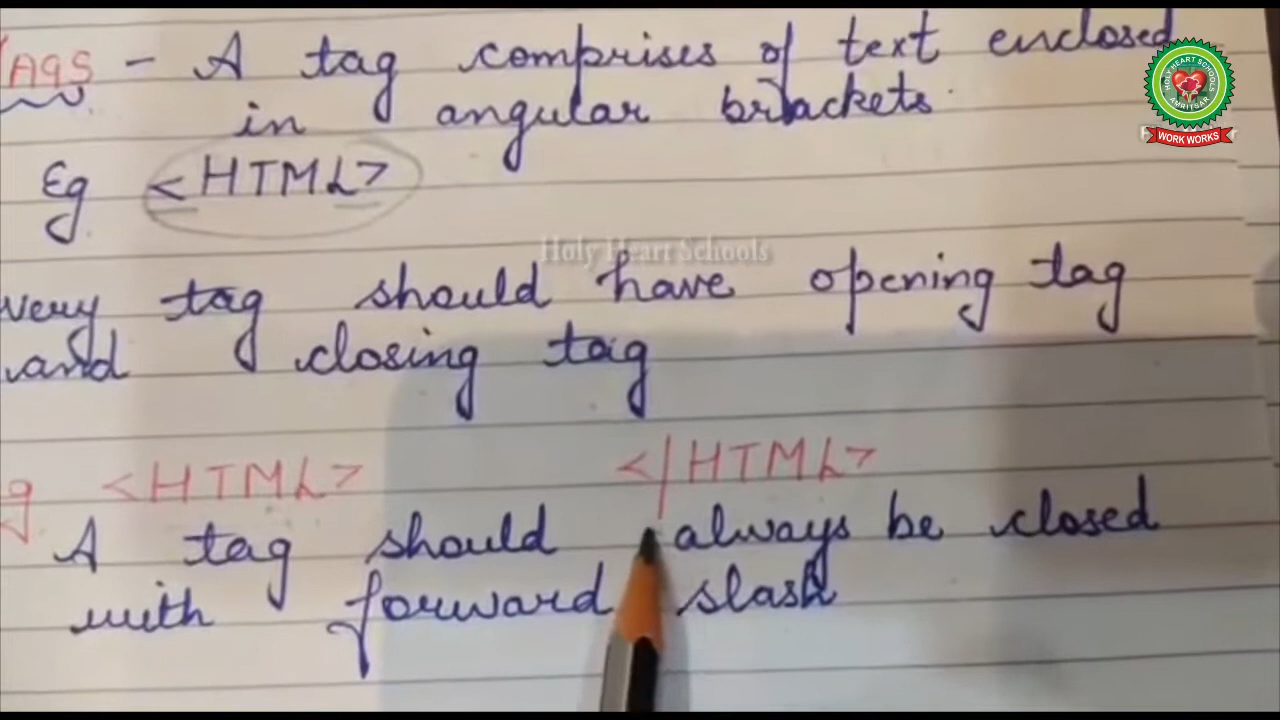 Tags - A tag comprises of text enclosed
in angular brackets.
Eg <HTML>
very tag should have opening tag
and closing tag
g <HTML> </HTML>
A tag should always be closed
with forward slash
Holy Heart Schools
HOLY HEART SCHOOLS
AMRITSAR
WORK WORKS